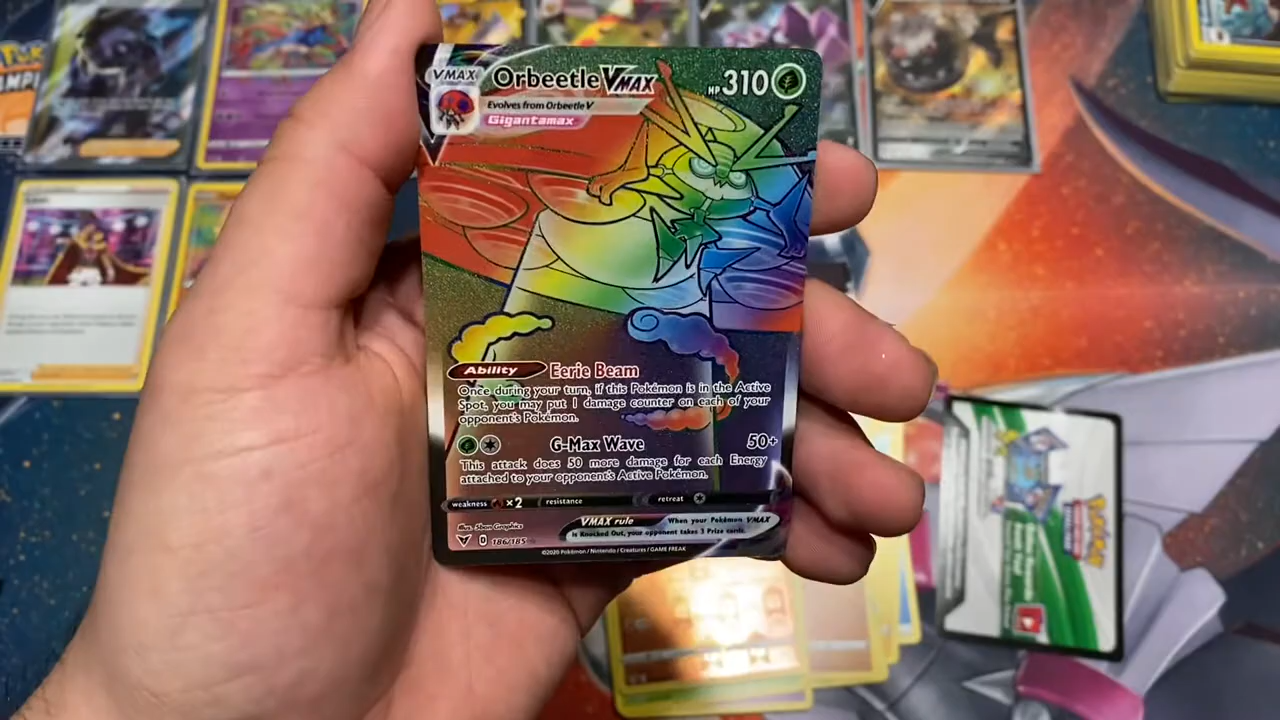 VMAX
Orbeetle VMAX
HP 310
Evolves from Orbeetle V
Gigantamax
Ability Eerie Beam
Once during your turn, if this Pokémon is in the Active
Spot, you may put 1 damage counter on each of your
opponent's Pokémon.
G-Max Wave 50+
This attack does 50 more damage for each Energy
attached to your opponent's Active Pokémon.
weakness ×2 resistance retreat
Illus. 5ban Graphics
VMAX rule When your Pokémon VMAX
is Knocked Out, your opponent takes 3 Prize cards.
186/185
©2020 Pokémon / Nintendo / Creatures / GAME FREAK